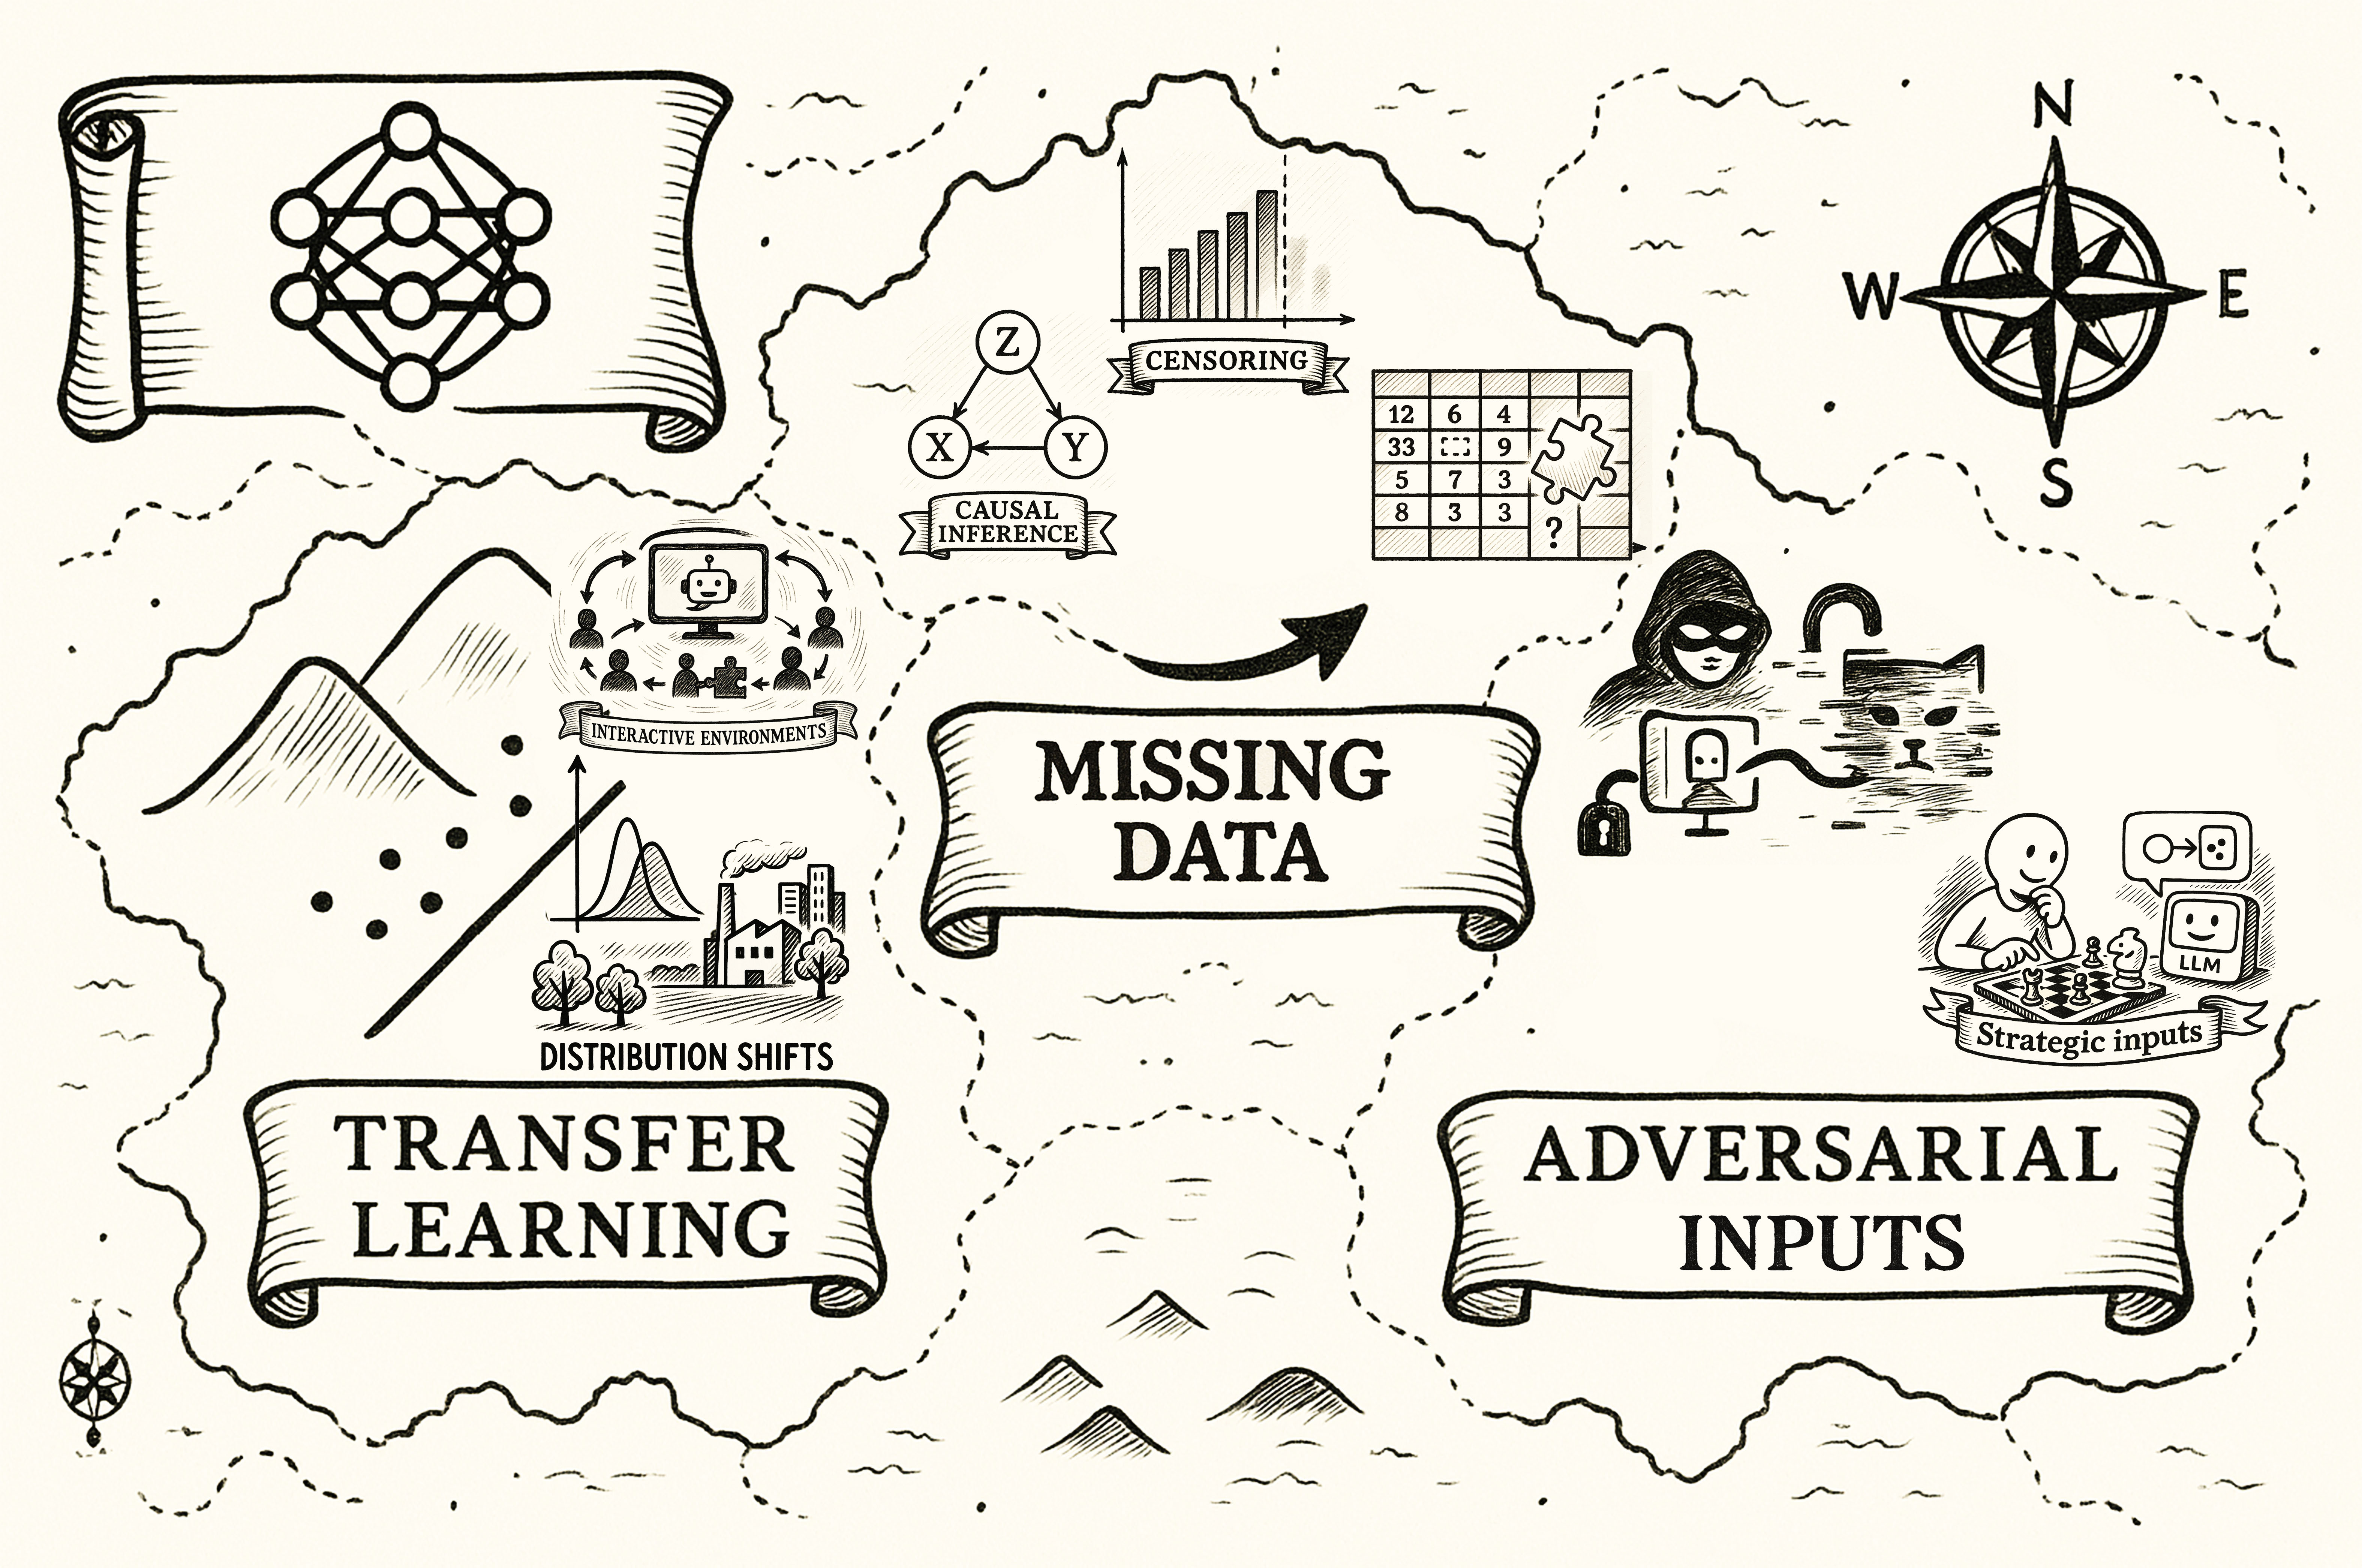 N
W
E
S
CENSORING
Z
X
Y
CAUSAL
INFERENCE
12 6 4
33 9
5 7 3
8 3 3
?
INTERACTIVE ENVIRONMENTS
MISSING
DATA
LLM
Strategic inputs
DISTRIBUTION SHIFTS
TRANSFER
LEARNING
ADVERSARIAL
INPUTS